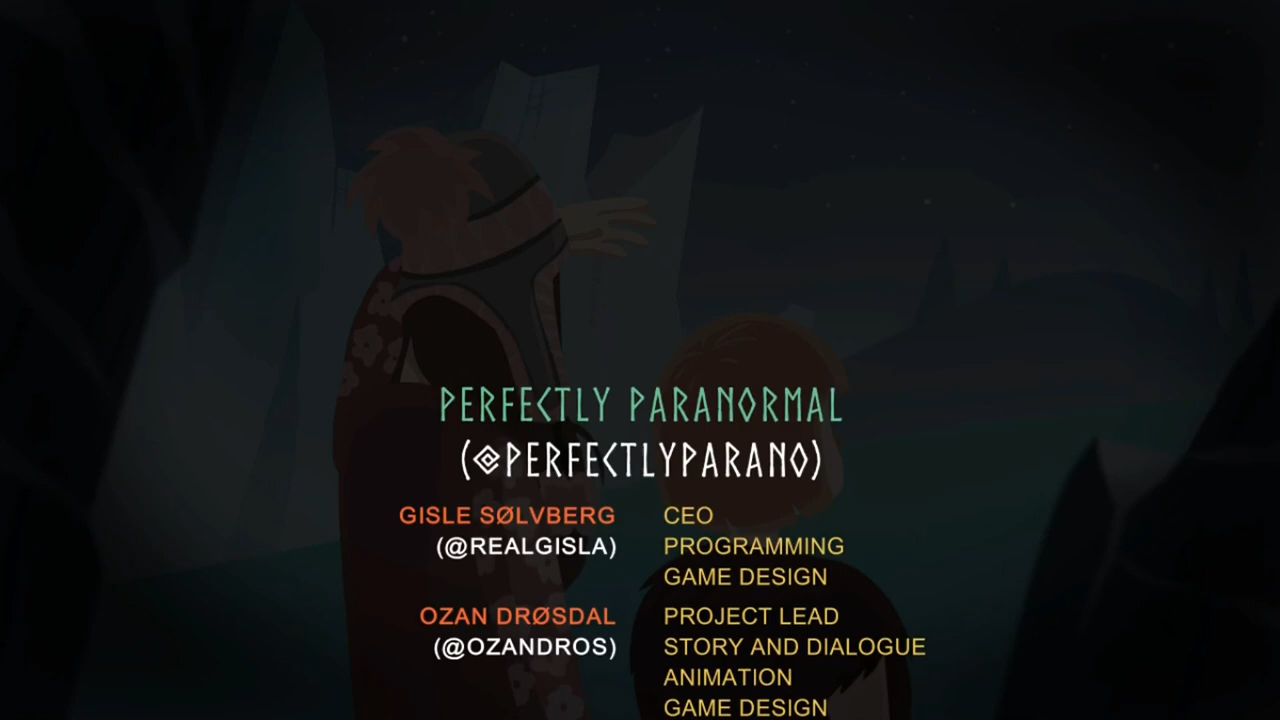 PERFECTLY PARANORMAL
(@PERFECTLYPARANO)
GISLE SØLVBERG CEO
(@REALGISLA) PROGRAMMING
GAME DESIGN
OZAN DRØSDAL PROJECT LEAD
(@OZANDROS) STORY AND DIALOGUE
ANIMATION
GAME DESIGN